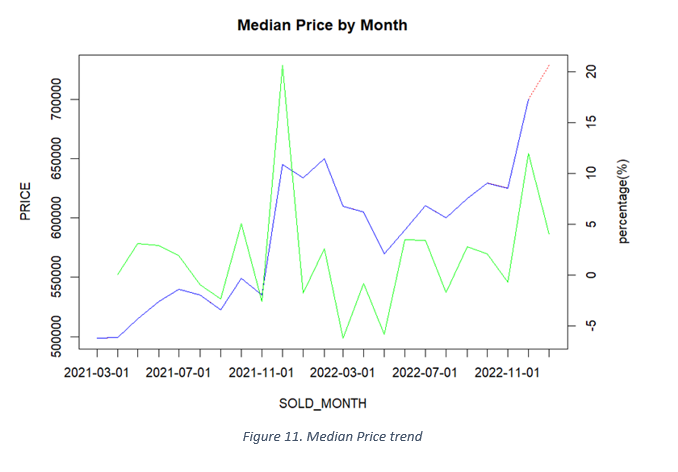 Median Price by Month
PRICE
700000
650000
600000
550000
500000
20
15
10
5
0
-5
percentage(%)
2021-03-01 2021-07-01 2021-11-01 2022-03-01 2022-07-01 2022-11-01
SOLD_MONTH
Figure 11. Median Price trend